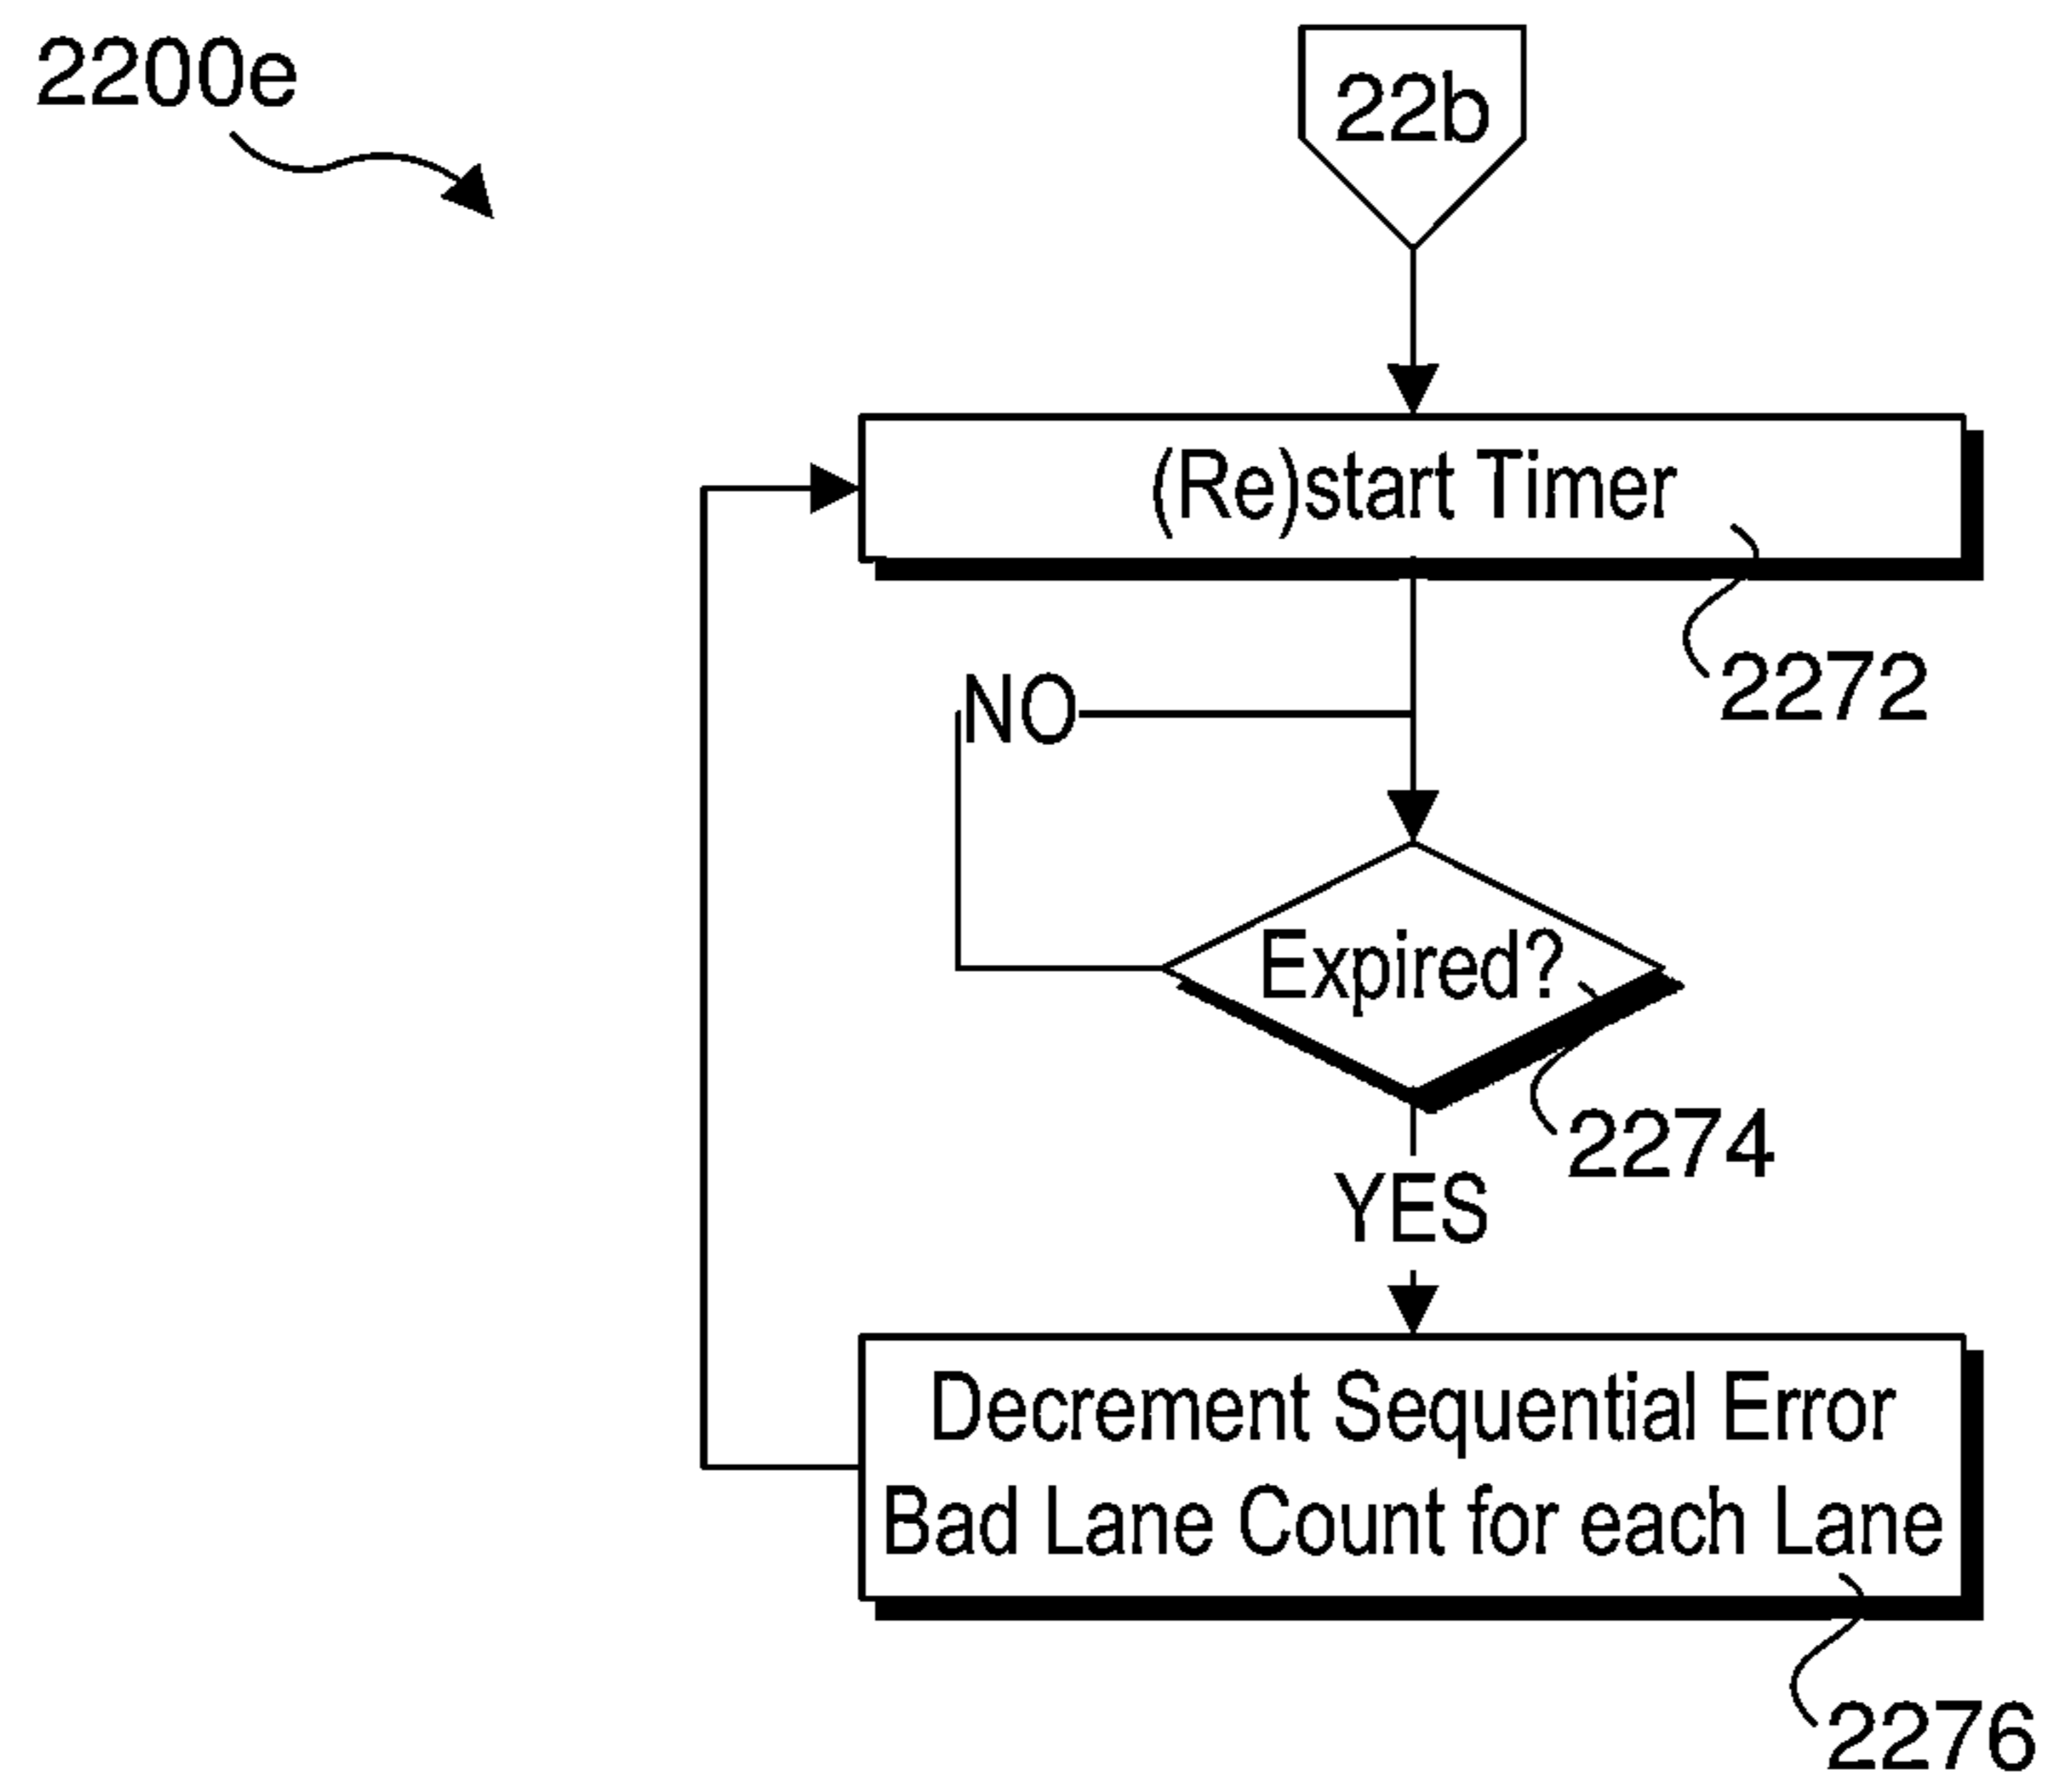 2200e
22b
(Re)start Timer
2272
NO
Expired?
2274
YES
Decrement Sequential Error
Bad Lane Count for each Lane
2276